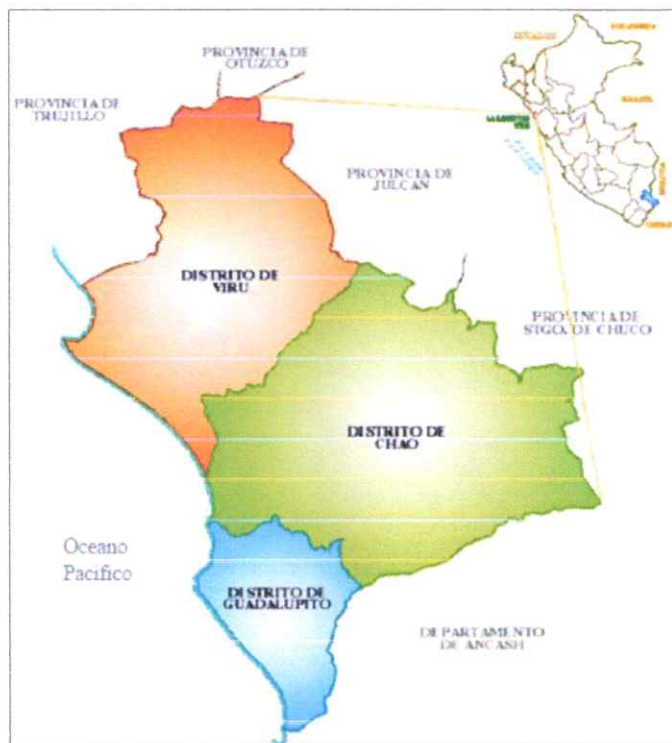 PROVINCIA DE
OTUZCO
PROVINCIA DE
TRUJILLO
PROVINCIA DE
JULCAN
DISTRITO DE
VIRU
PROVINCIA DE
STGO. DE CHUCO
DISTRITO DE
CHAO
Oceano
Pacifico
DISTRITO DE
GUADALUPITO
DEPARTAMENTO
DE ANCASH